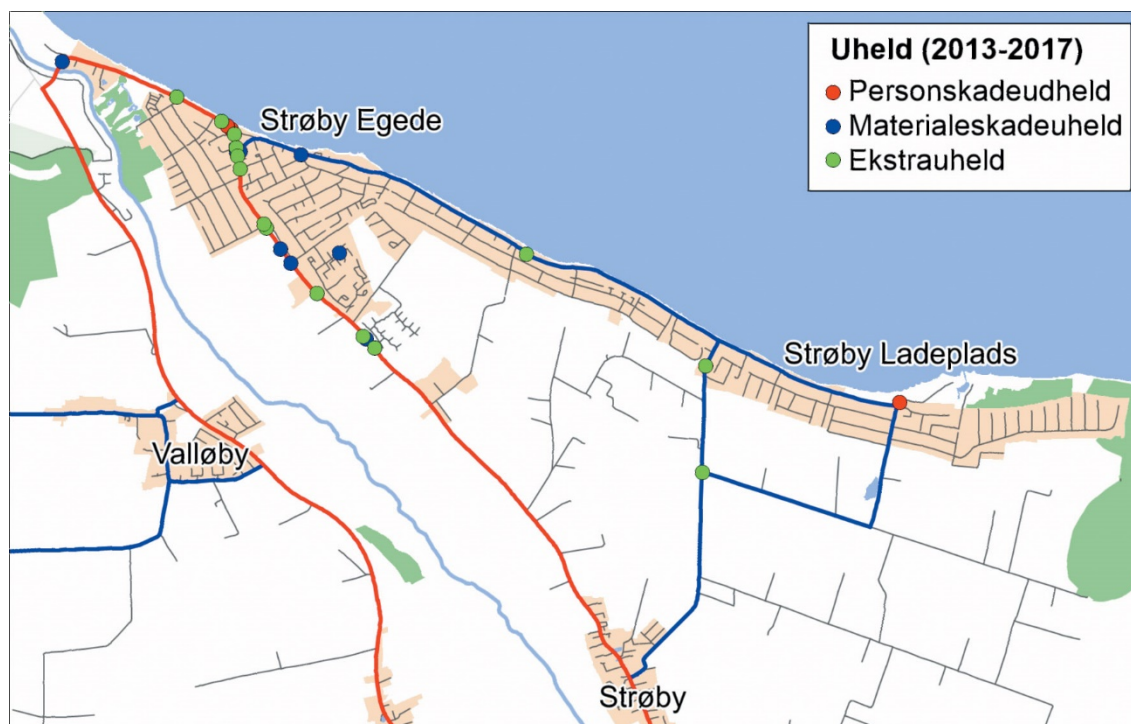 Uheld (2013-2017)
Personskadeudheld
Materialeskadeuheld
Ekstrauheld
Strøby Egede
Strøby Ladeplads
Valløby
Strøby